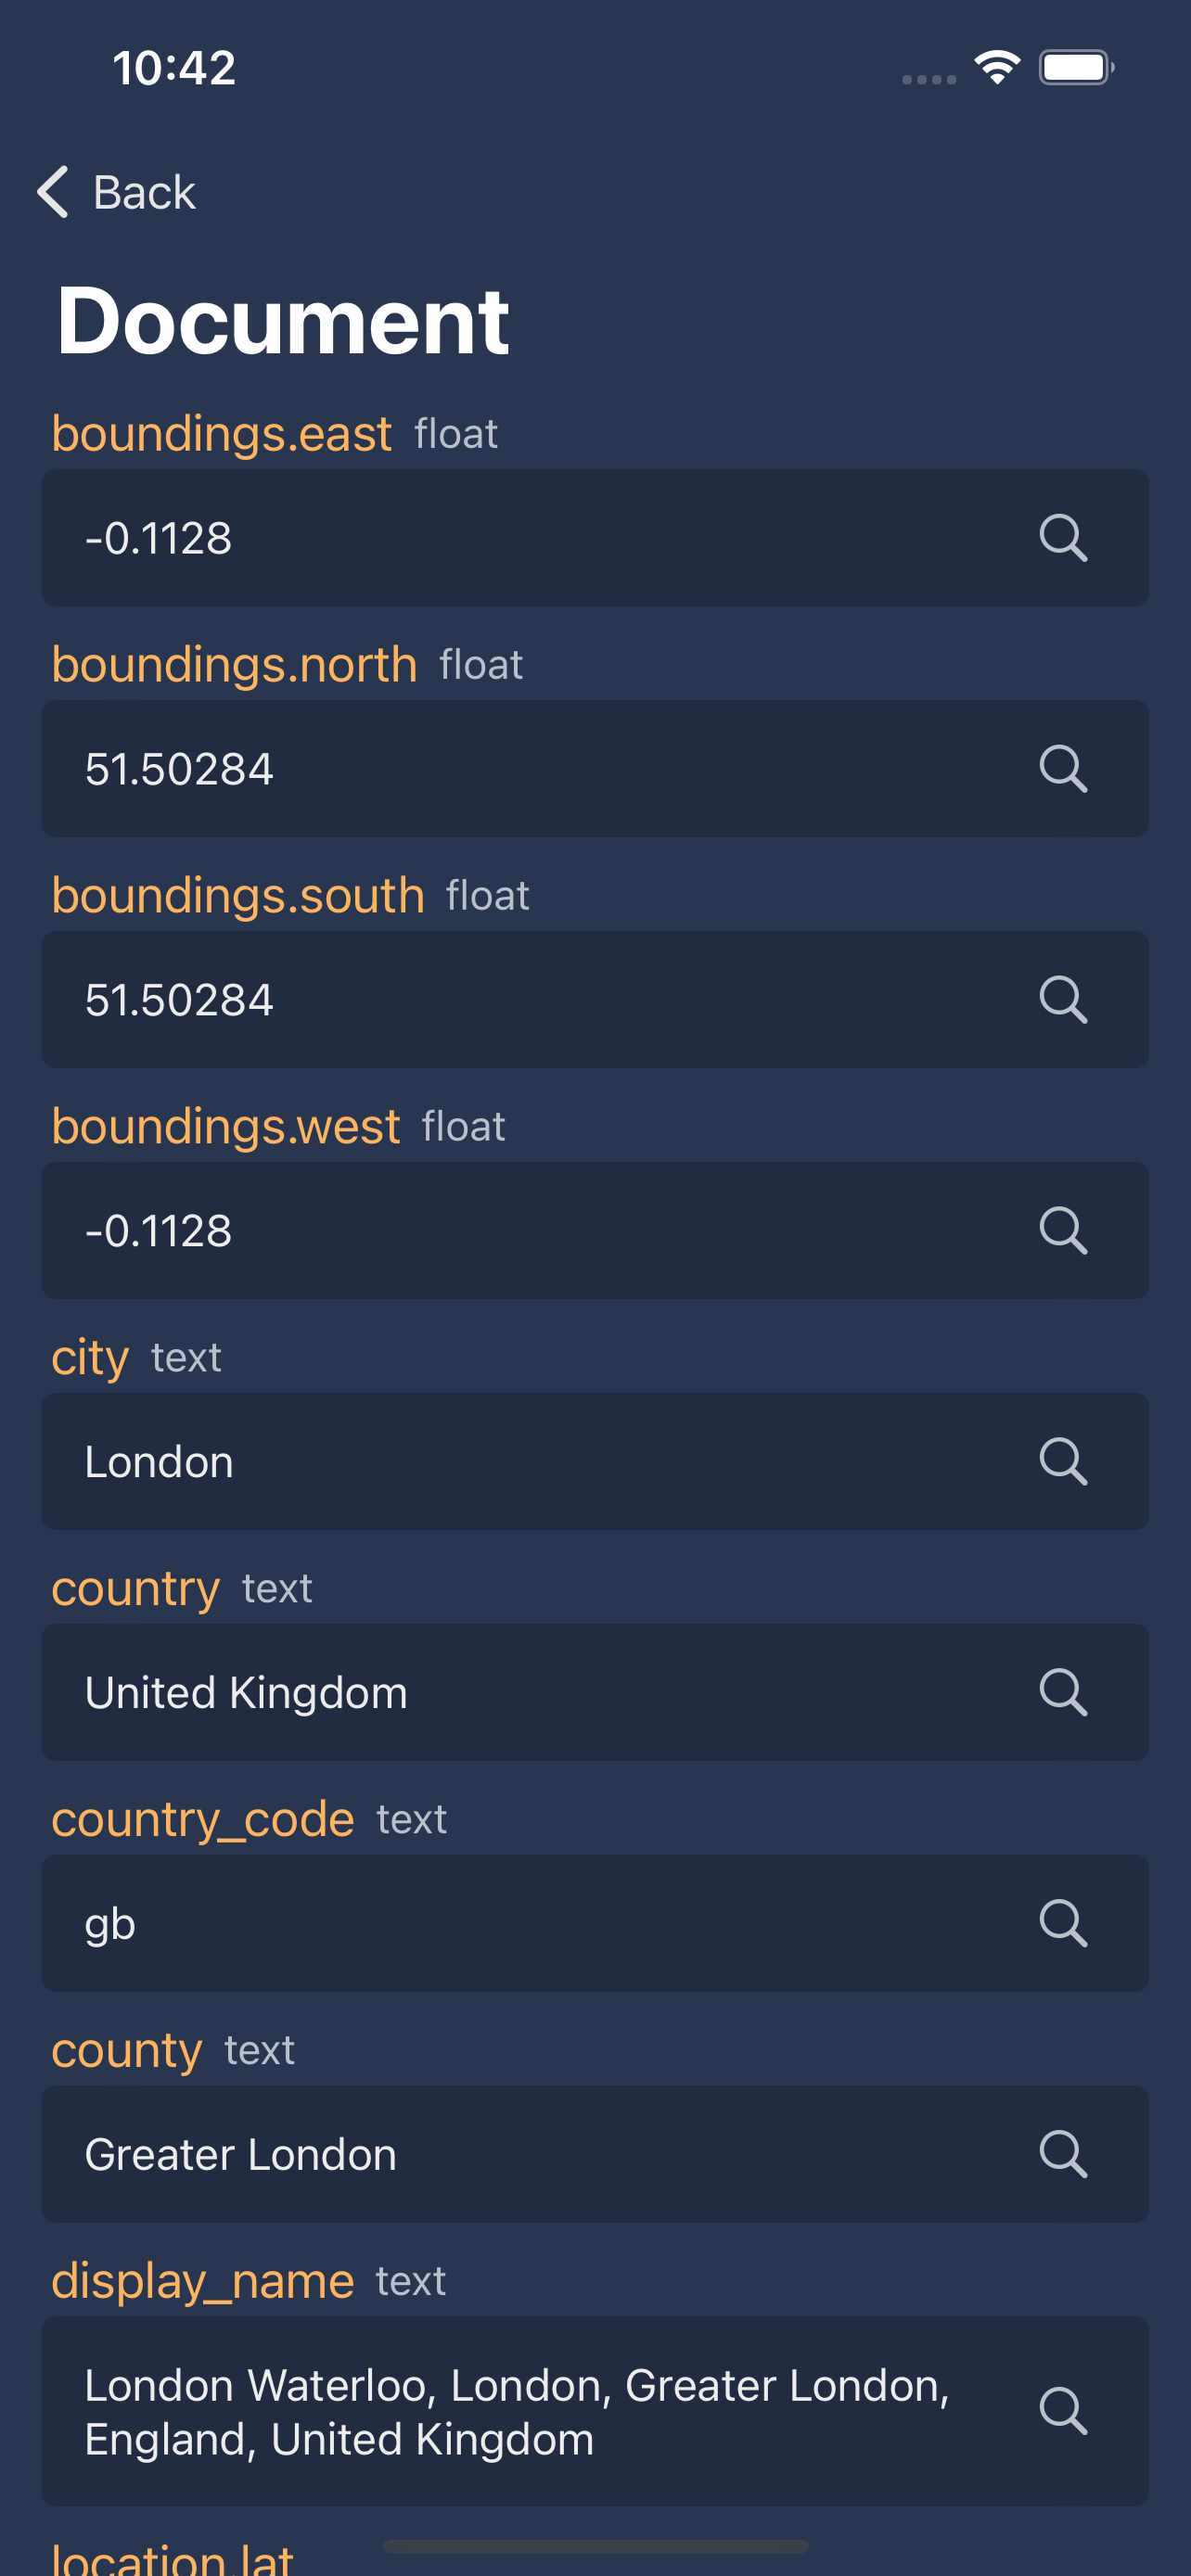 10:42
Back
Document
boundings.east float
-0.1128
boundings.north float
51.50284
boundings.south float
51.50284
boundings.west float
-0.1128
city text
London
country text
United Kingdom
country_code text
gb
county text
Greater London
display_name text
London Waterloo, London, Greater London,
England, United Kingdom
location.lat